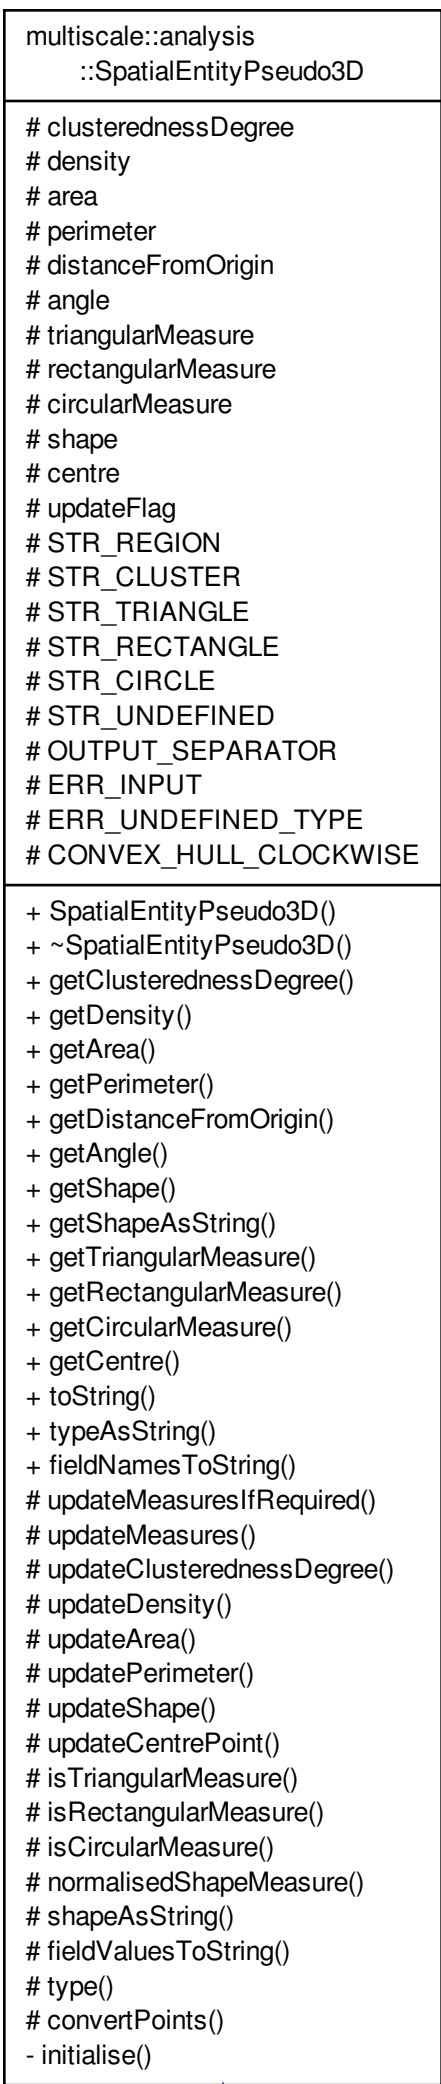 multiscale::analysis
::SpatialEntityPseudo3D
# clusterednessDegree
# density
# area
# perimeter
# distanceFromOrigin
# angle
# triangularMeasure
# rectangularMeasure
# circularMeasure
# shape
# centre
# updateFlag
# STR_REGION
# STR_CLUSTER
# STR_TRIANGLE
# STR_RECTANGLE
# STR_CIRCLE
# STR_UNDEFINED
# OUTPUT_SEPARATOR
# ERR_INPUT
# ERR_UNDEFINED_TYPE
# CONVEX_HULL_CLOCKWISE
+ SpatialEntityPseudo3D()
+ ~SpatialEntityPseudo3D()
+ getClusterednessDegree()
+ getDensity()
+ getArea()
+ getPerimeter()
+ getDistanceFromOrigin()
+ getAngle()
+ getShape()
+ getShapeAsString()
+ getTriangularMeasure()
+ getRectangularMeasure()
+ getCircularMeasure()
+ getCentre()
+ toString()
+ typeAsString()
+ fieldNamesToString()
# updateMeasuresIfRequired()
# updateMeasures()
# updateClusterednessDegree()
# updateDensity()
# updateArea()
# updatePerimeter()
# updateShape()
# updateCentrePoint()
# isTriangularMeasure()
# isRectangularMeasure()
# isCircularMeasure()
# normalisedShapeMeasure()
# shapeAsString()
# fieldValuesToString()
# type()
# convertPoints()
- initialise()